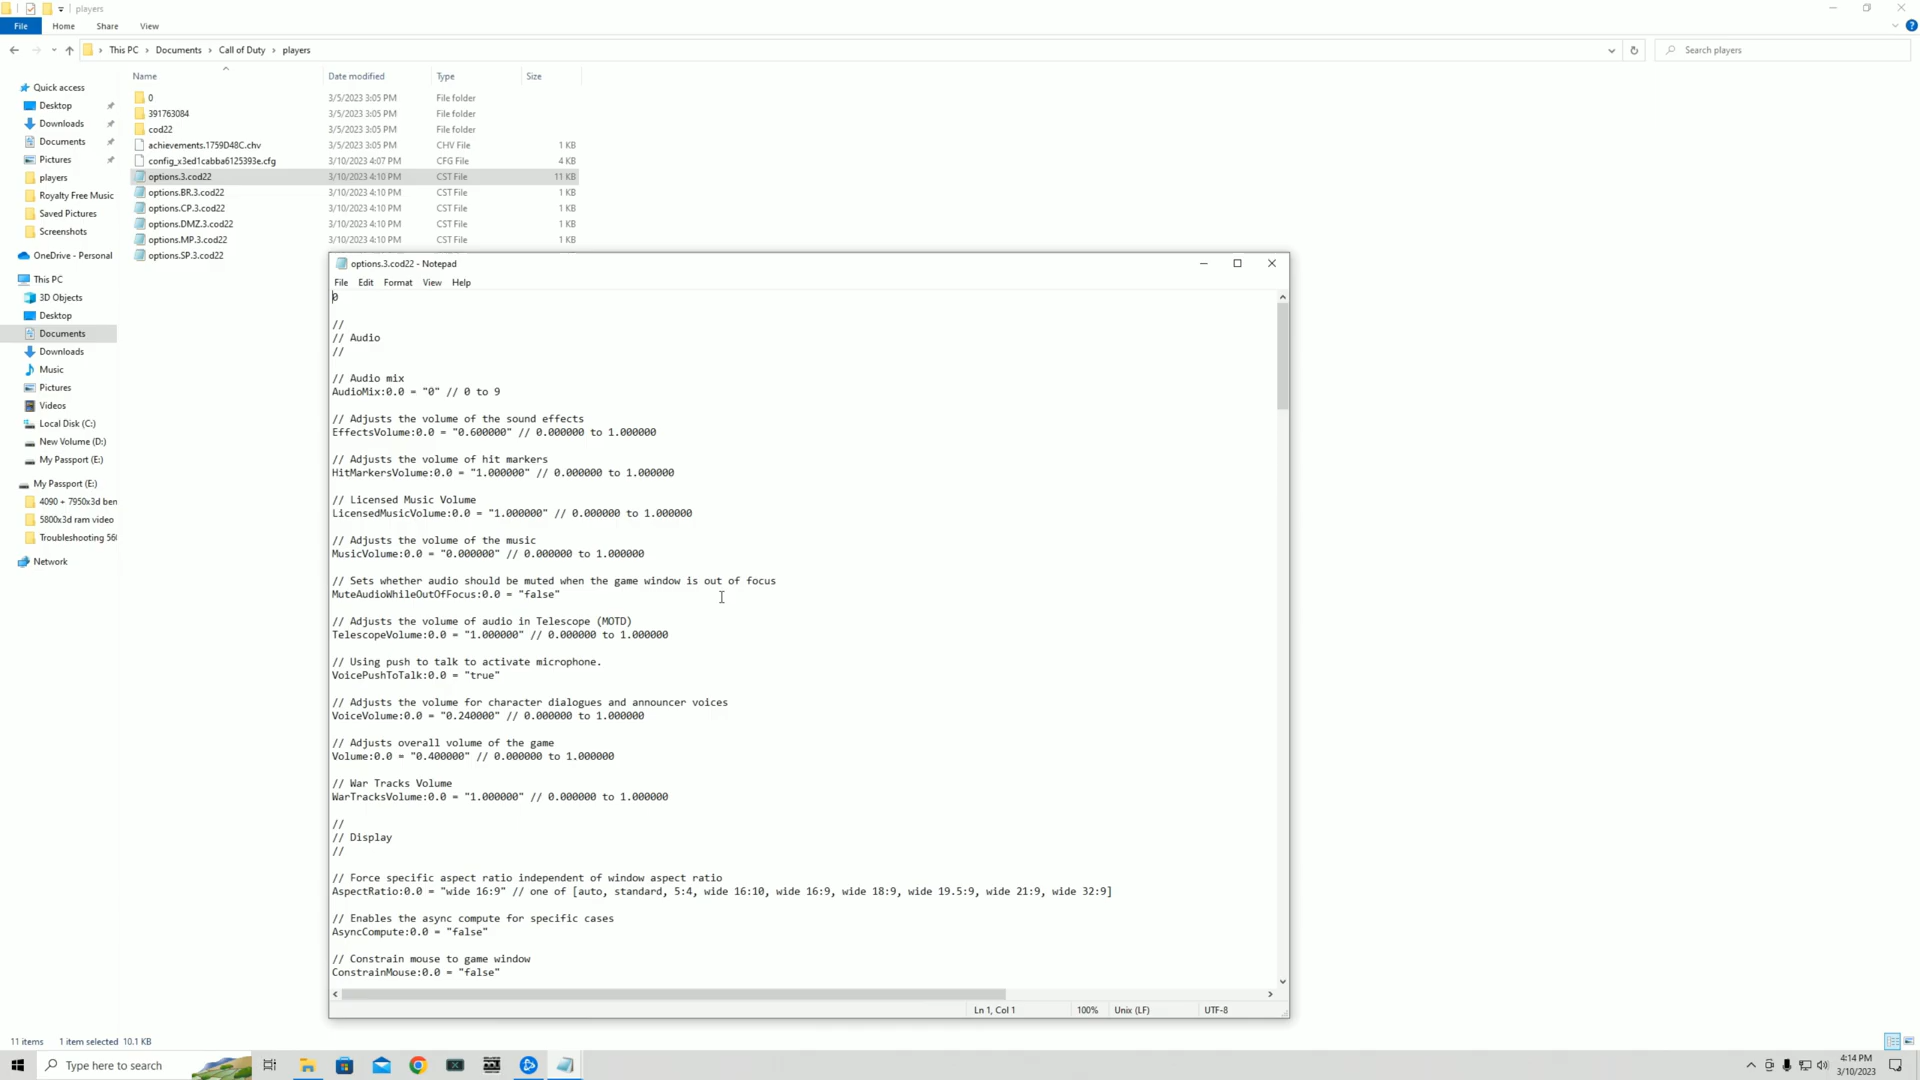 players
File Home Share View
This PC Documents Call of Duty players
Search players
Name Date modified Type Size
0 3/5/2023 3:05 PM File folder
391763084 3/5/2023 3:05 PM File folder
cod22 3/5/2023 3:05 PM File folder
achievements.1759D48C.chv 3/5/2023 3:05 PM CHV File 1 KB
config_x3ed1cabba6125393e.cfg 3/10/2023 4:07 PM CFG File 4 KB
options.3.cod22 3/10/2023 4:10 PM CST File 11 KB
options.BR.3.cod22 3/10/2023 4:10 PM CST File 1 KB
options.CP.3.cod22 3/10/2023 4:10 PM CST File 1 KB
options.DMZ.3.cod22 3/10/2023 4:10 PM CST File 1 KB
options.MP.3.cod22 3/10/2023 4:10 PM CST File 1 KB
options.SP.3.cod22
Quick access
Desktop
Downloads
Documents
Pictures
players
Royalty Free Music
Saved Pictures
Screenshots
OneDrive - Personal
This PC
3D Objects
Desktop
Documents
Downloads
Music
Pictures
Videos
Local Disk (C:)
New Volume (D:)
My Passport (E:)
My Passport (E:)
4090 + 7950x3d ben
5800x3d ram video
Troubleshooting 560
Network
options.3.cod22 - Notepad
File Edit Format View Help
0
//
// Audio
//
// Audio mix
AudioMix:0.0 = "0" // 0 to 9
// Adjusts the volume of the sound effects
EffectsVolume:0.0 = "0.600000" // 0.000000 to 1.000000
// Adjusts the volume of hit markers
HitMarkersVolume:0.0 = "1.000000" // 0.000000 to 1.000000
// Licensed Music Volume
LicensedMusicVolume:0.0 = "1.000000" // 0.000000 to 1.000000
// Adjusts the volume of the music
MusicVolume:0.0 = "0.000000" // 0.000000 to 1.000000
// Sets whether audio should be muted when the game window is out of focus
MuteAudioWhileOutOfFocus:0.0 = "false"
// Adjusts the volume of audio in Telescope (MOTD)
TelescopeVolume:0.0 = "1.000000" // 0.000000 to 1.000000
// Using push to talk to activate microphone.
VoicePushToTalk:0.0 = "true"
// Adjusts the volume for character dialogues and announcer voices
VoiceVolume:0.0 = "0.240000" // 0.000000 to 1.000000
// Adjusts overall volume of the game
Volume:0.0 = "0.400000" // 0.000000 to 1.000000
// War Tracks Volume
WarTracksVolume:0.0 = "1.000000" // 0.000000 to 1.000000
//
// Display
//
// Force specific aspect ratio independent of window aspect ratio
AspectRatio:0.0 = "wide 16:9" // one of [auto, standard, 5:4, wide 16:10, wide 16:9, wide 18:9, wide 19.5:9, wide 21:9, wide 32:9]
// Enables the async compute for specific cases
AsyncCompute:0.0 = "false"
// Constrain mouse to game window
ConstrainMouse:0.0 = "false"
Ln 1, Col 1 100% Unix (LF) UTF-8
11 items 1 item selected 10.1 KB
Type here to search
4:14 PM
3/10/2023